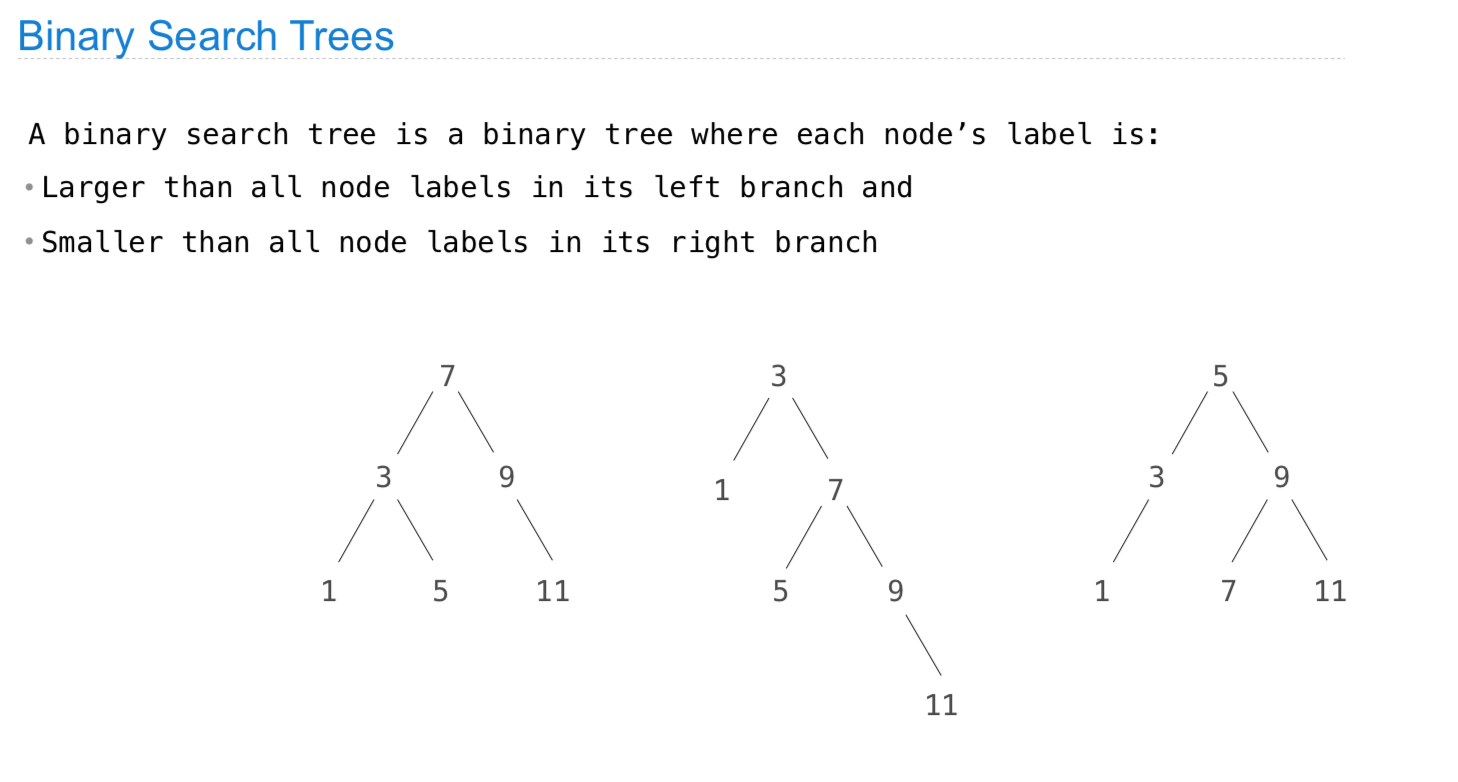 Binary Search Trees
A binary search tree is a binary tree where each node’s label is:
• Larger than all node labels in its left branch and
• Smaller than all node labels in its right branch
7
3 9
1 5 11
3
1 7
5 9
11
5
3 9
1 7 11